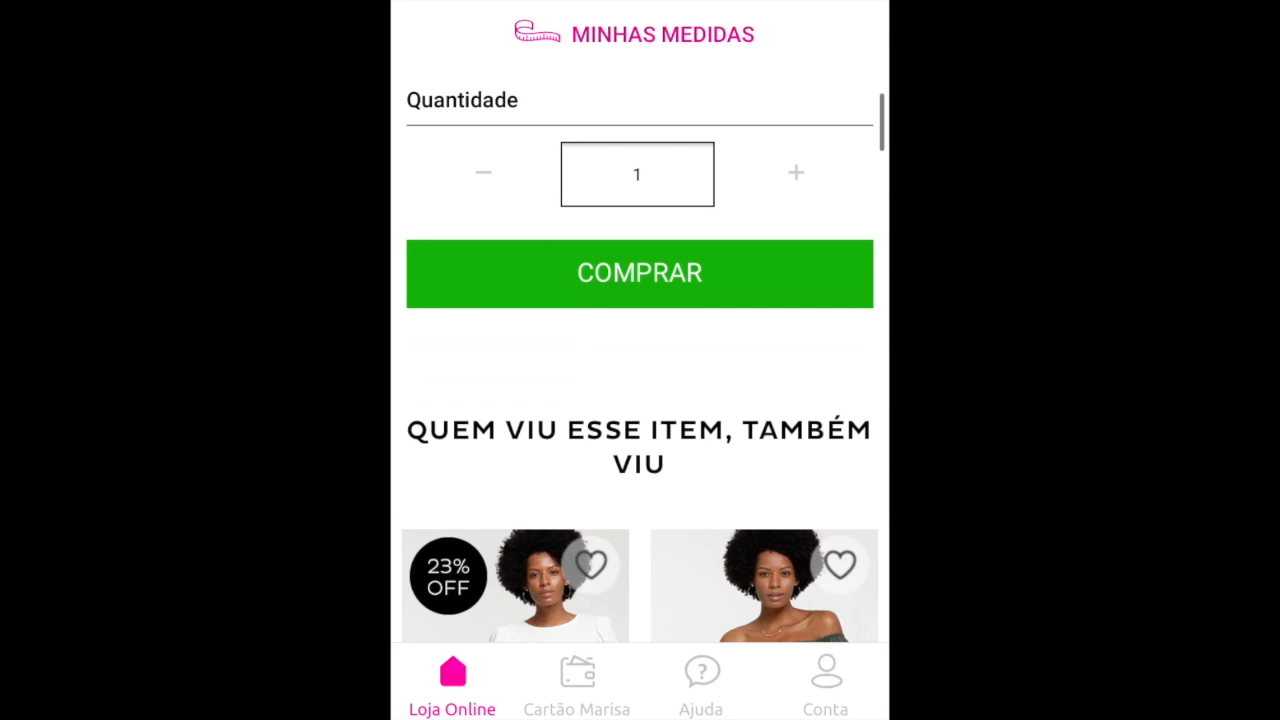 MINHAS MEDIDAS
Quantidade
1
COMPRAR
QUEM VIU ESSE ITEM, TAMBÉM
VIU
23%
OFF
Loja Online
Cartão Marisa
Ajuda
Conta